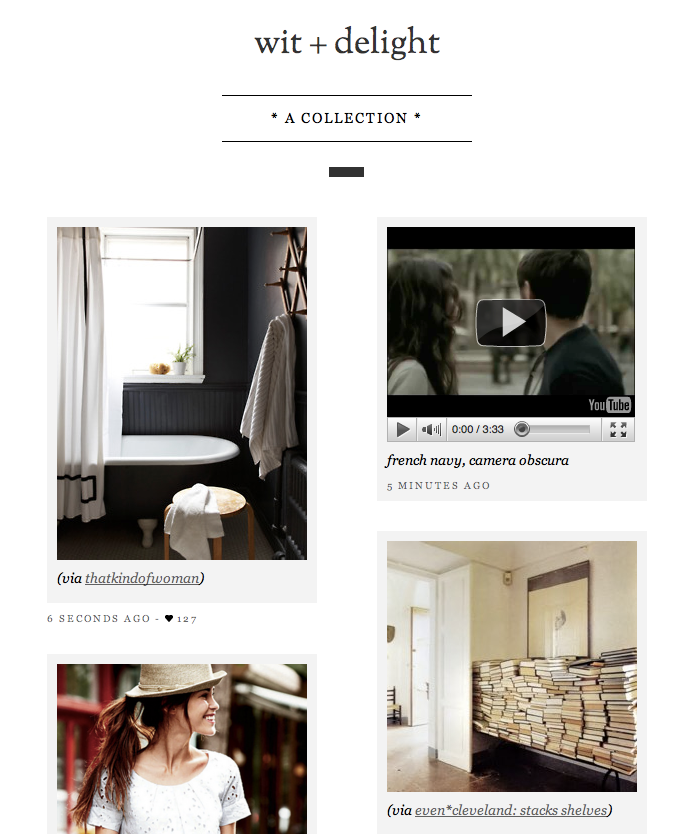 wit + delight
* A COLLECTION *
(via thatkindofwoman)
6 SECONDS AGO - ♥ 127
YouTube
0:00 / 3:33
french navy, camera obscura
5 MINUTES AGO
(via even*cleveland: stacks shelves)